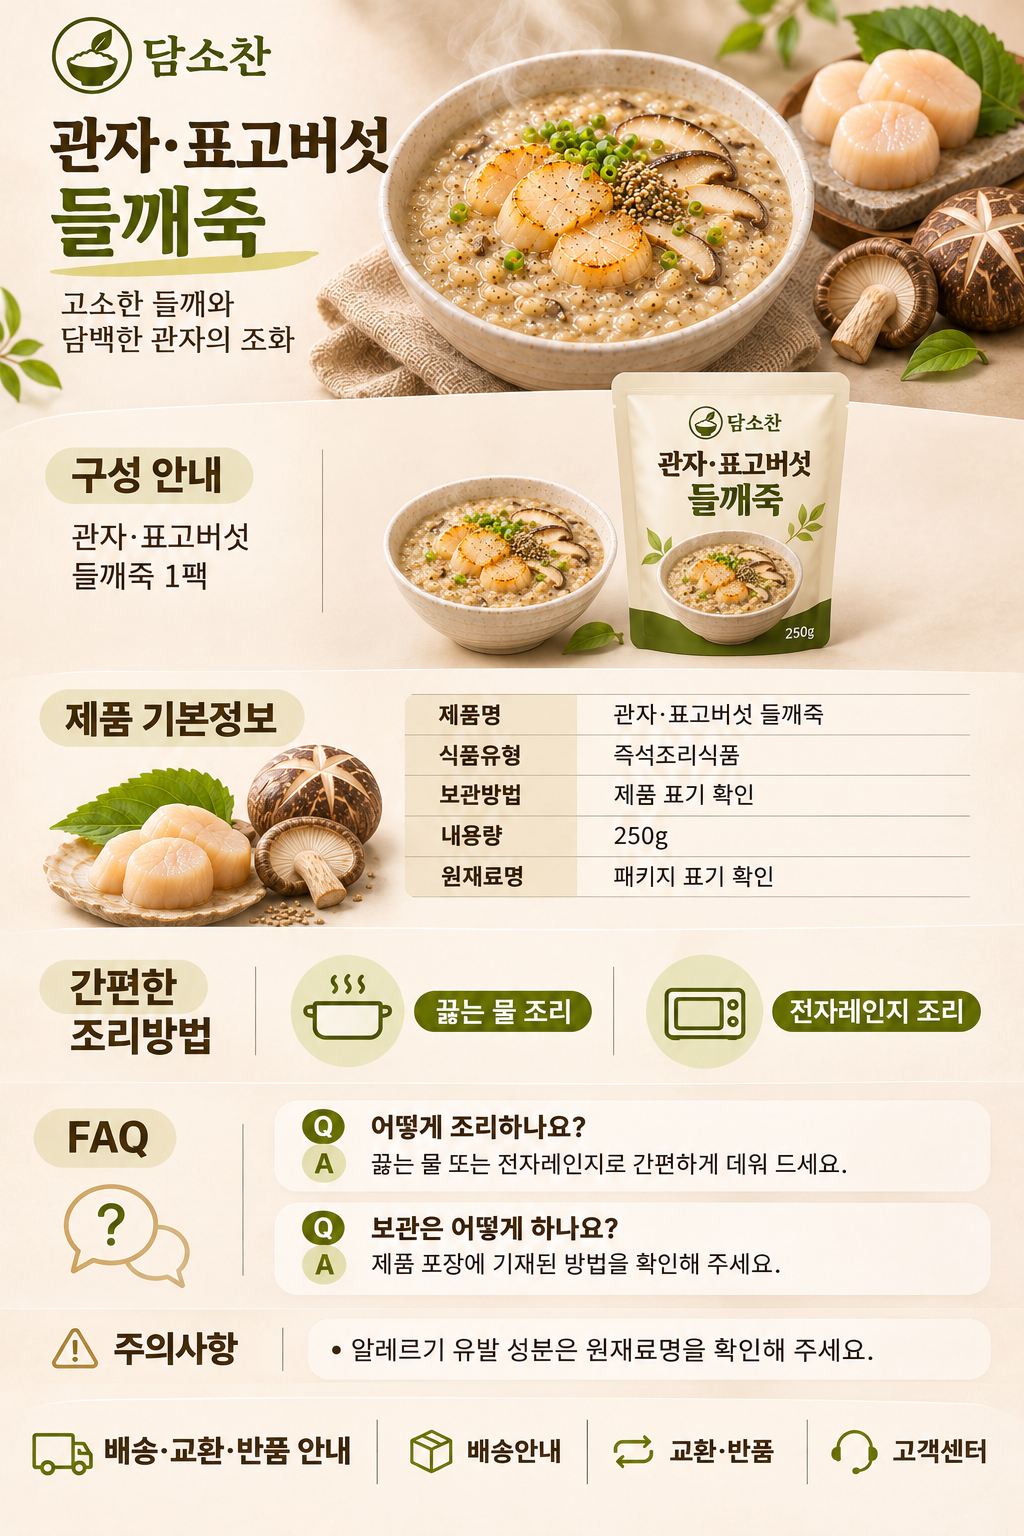 담소찬
관자·표고버섯
들깨죽
고소한 들깨와
담백한 관자의 조화
구성 안내
관자·표고버섯
들깨죽 1팩
담소찬
관자·표고버섯
들깨죽
250g
제품 기본정보
제품명 관자·표고버섯 들깨죽
식품유형 즉석조리식품
보관방법 제품 표기 확인
내용량 250g
원재료명 패키지 표기 확인
간편한
조리방법
끓는 물 조리
전자레인지 조리
FAQ
?
Q 어떻게 조리하나요?
A 끓는 물 또는 전자레인지로 간편하게 데워 드세요.
Q 보관은 어떻게 하나요?
A 제품 포장에 기재된 방법을 확인해 주세요.
주의사항
• 알레르기 유발 성분은 원재료명을 확인해 주세요.
배송·교환·반품 안내
배송안내
교환·반품
고객센터